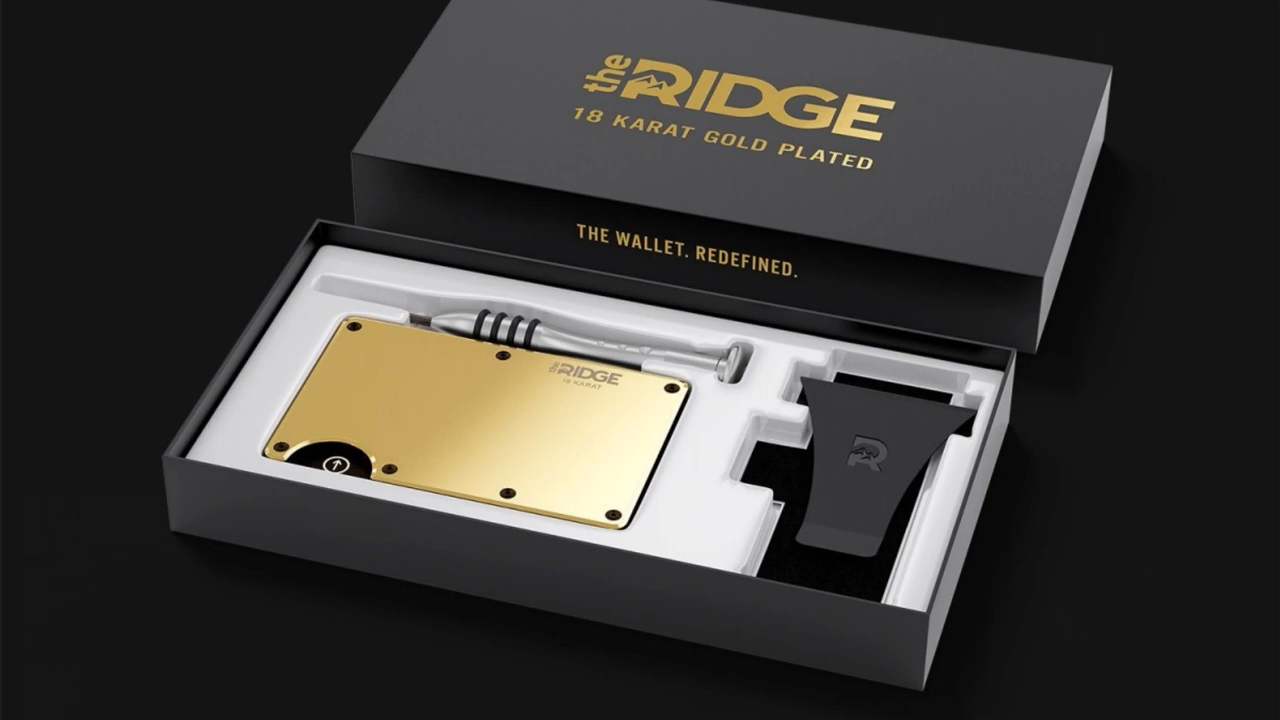 the RIDGE
18 KARAT GOLD PLATED
THE WALLET. REDEFINED.
the RIDGE
18 KARAT
R